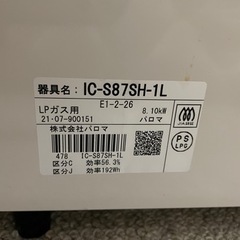 器具名: IC-S87SH-1L
E1-2-26
LPガス用 8.10kW
21・07-900151 パロマ
株式会社パロマ
478 IC-S87SH-1L
区分C 効率56.3%
区分J 効率192Wh
JIA
PS
LPG